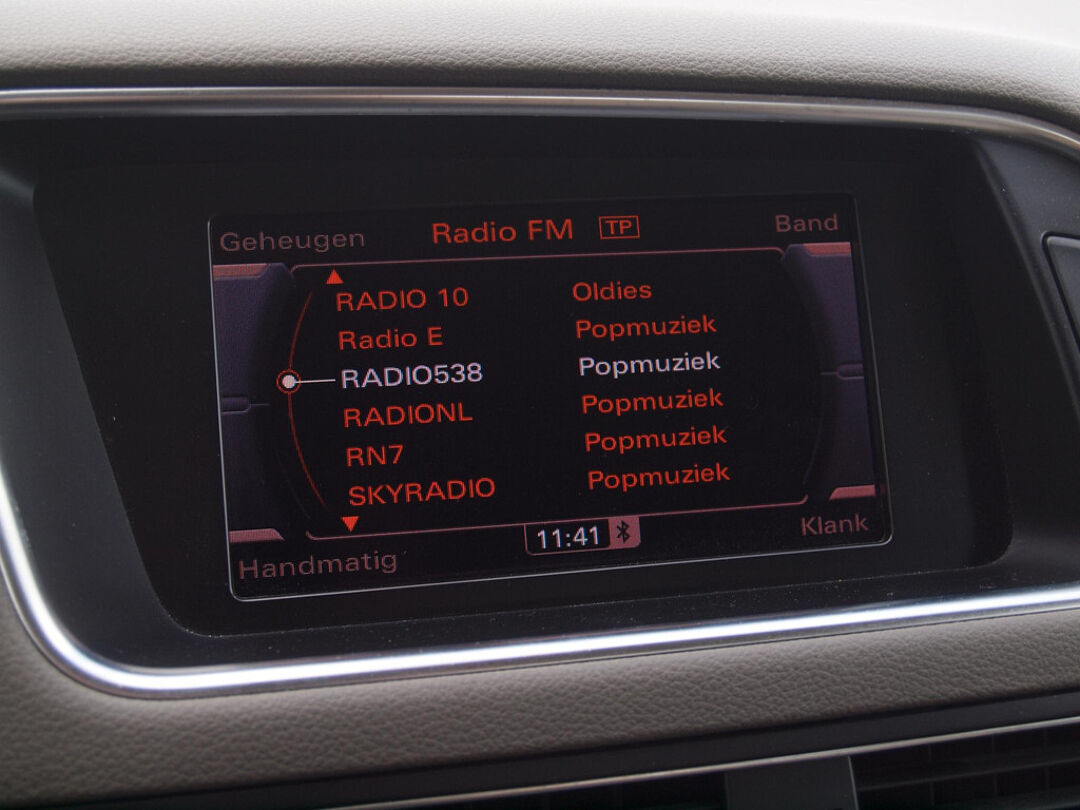 Geheugen Radio FM TP Band
RADIO 10 Oldies
Radio E Popmuziek
RADIO538 Popmuziek
RADIONL Popmuziek
RN7 Popmuziek
SKYRADIO Popmuziek
Handmatig 11:41 Klank